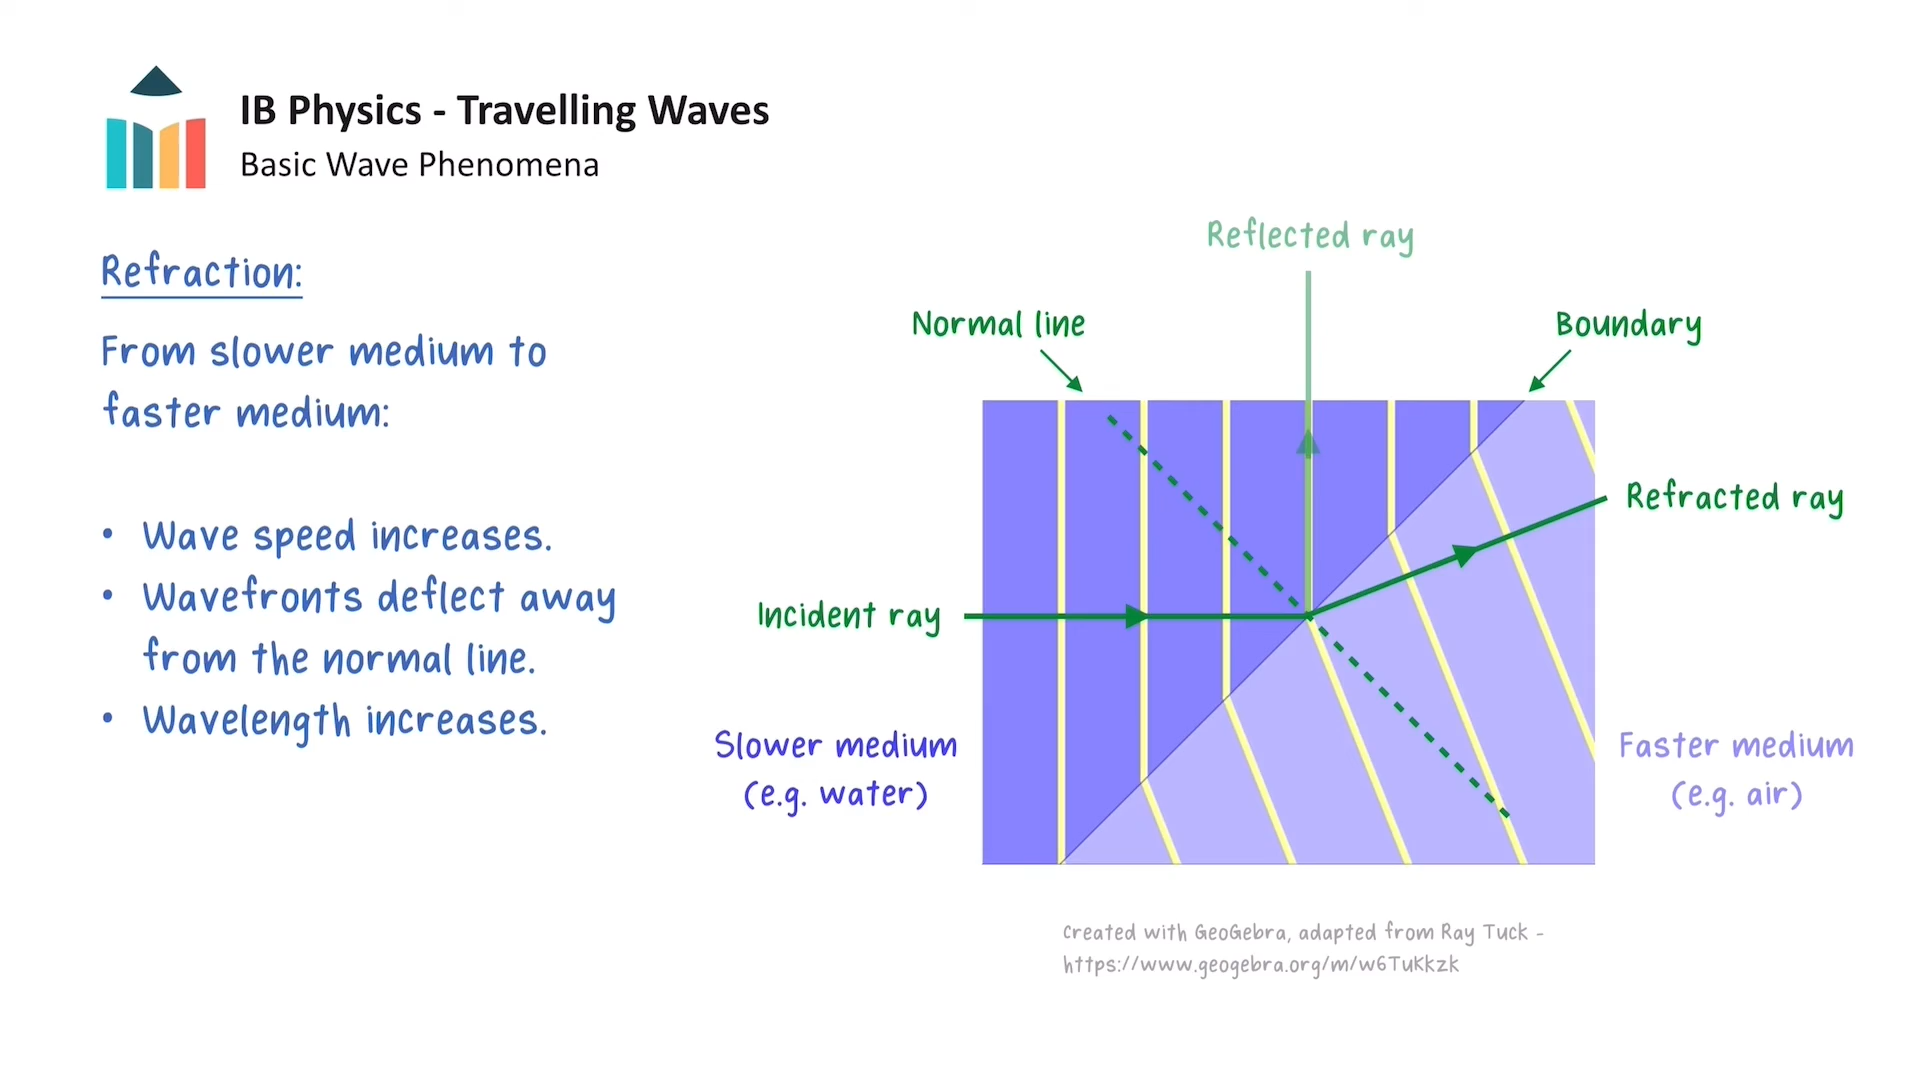 IB Physics - Travelling Waves
Basic Wave Phenomena
Refraction:
From slower medium to
faster medium:
• Wave speed increases.
• Wavefronts deflect away
from the normal line.
• Wavelength increases.
Reflected ray
Normal line
Boundary
Refracted ray
Incident ray
Slower medium
(e.g. water)
Faster medium
(e.g. air)
Created with GeoGebra, adapted from Ray Tuck -
https://www.geogebra.org/m/w6TuKkzk